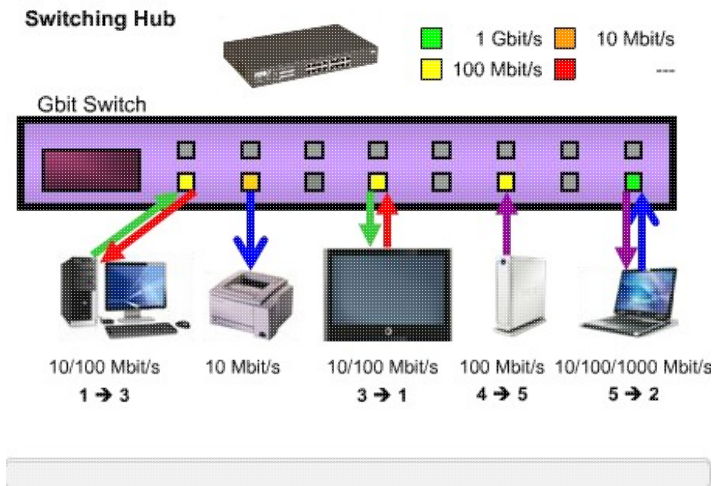 Switching Hub
1 Gbit/s 10 Mbit/s
100 Mbit/s ---
Gbit Switch
10/100 Mbit/s 10 Mbit/s 10/100 Mbit/s 100 Mbit/s 10/100/1000 Mbit/s
1 → 3 3 → 1 4 → 5 5 → 2